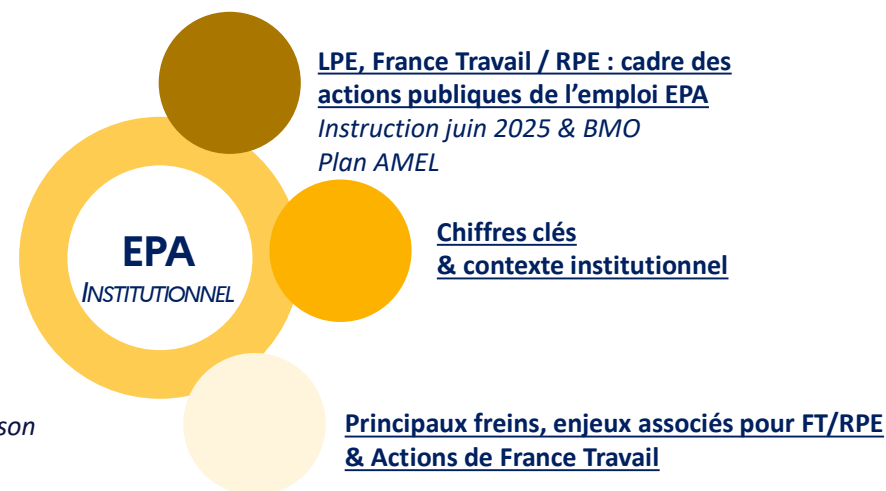 LPE, France Travail / RPE : cadre des
actions publiques de l’emploi EPA
Instruction juin 2025 & BMO
Plan AMEL
EPA
INSTITUTIONNEL
Chiffres clés
& contexte institutionnel
son
Principaux freins, enjeux associés pour FT/RPE
& Actions de France Travail